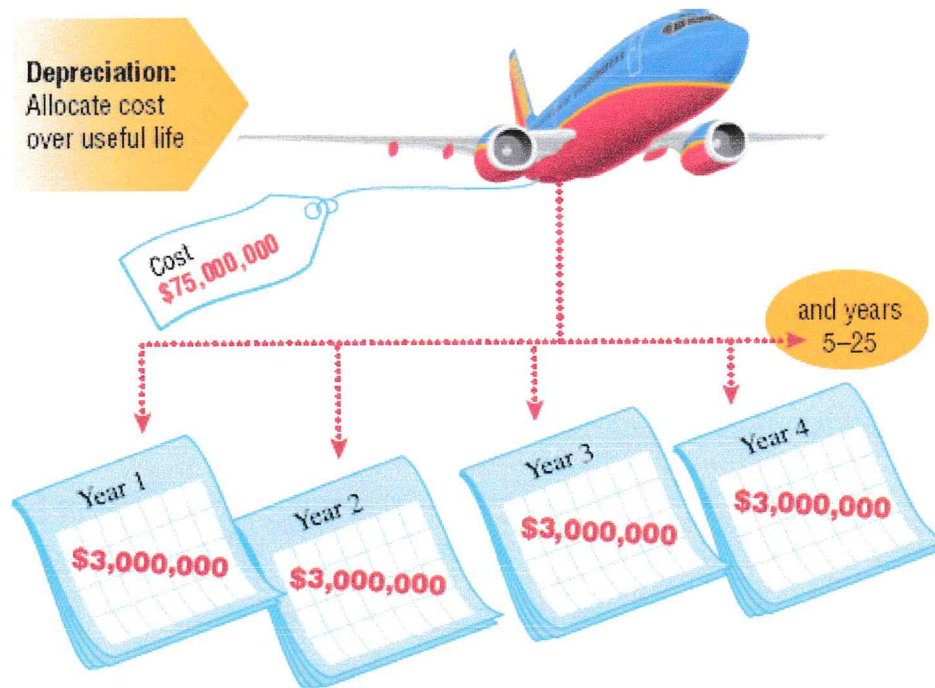 Depreciation:
Allocate cost
over useful life
Cost
$75,000,000
and years
5–25
Year 1
$3,000,000
Year 2
$3,000,000
Year 3
$3,000,000
Year 4
$3,000,000